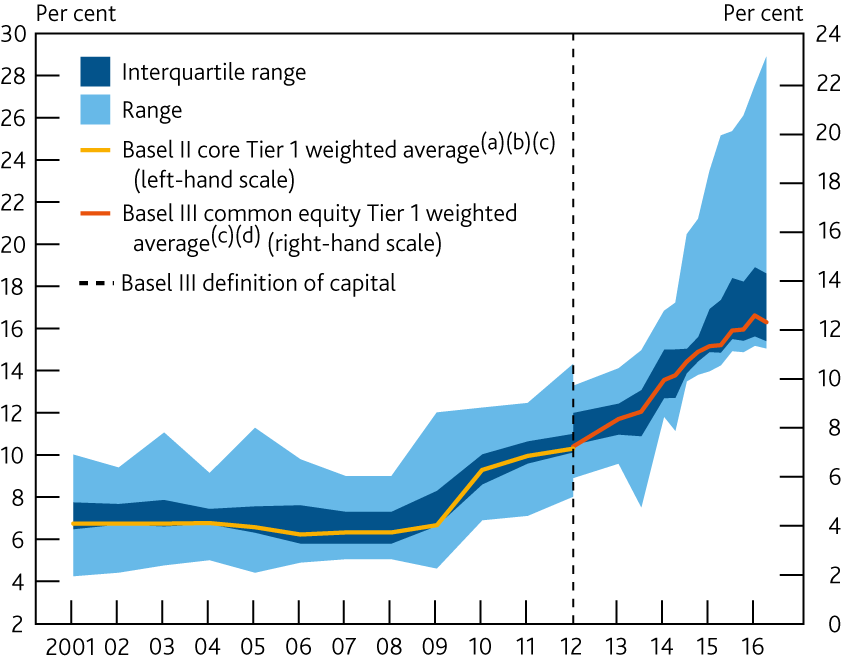 Per cent
Per cent
30
28
26
24
22
20
18
16
14
12
10
8
6
4
2
24
22
20
18
16
14
12
10
8
6
4
2
0
Interquartile range
Range
Basel II core Tier 1 weighted average(a)(b)(c)
(left-hand scale)
Basel III common equity Tier 1 weighted
average(c)(d) (right-hand scale)
Basel III definition of capital
2001 02 03 04 05 06 07 08 09 10 11 12 13 14 15 16